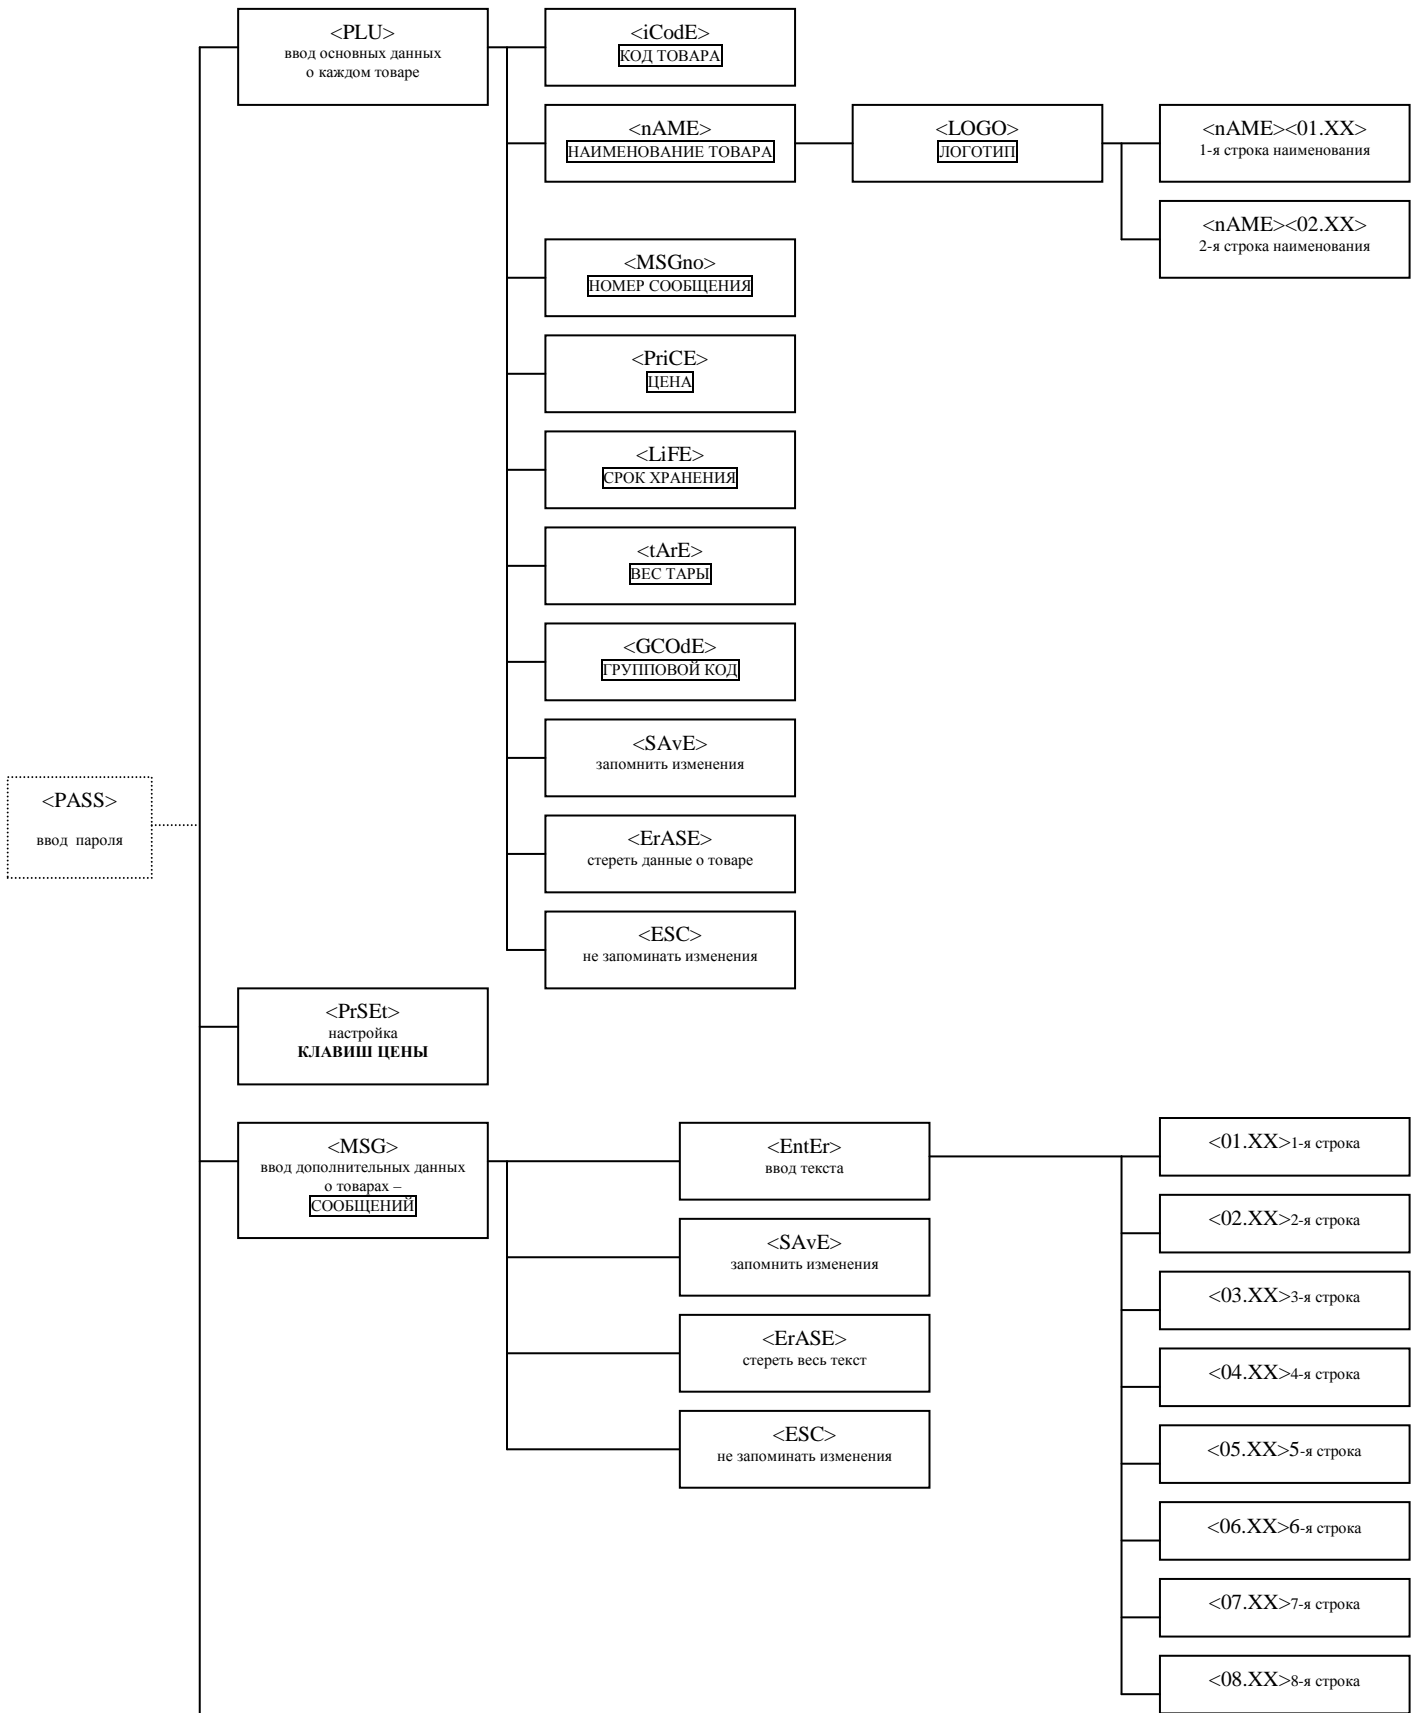 <PLU>
ввод основных данных
о каждом товаре
<iCodE>
КОД ТОВАРА
<nAME>
НАИМЕНОВАНИЕ ТОВАРА
<LOGO>
ЛОГОТИП
<nAME><01.XX>
1-я строка наименования
<nAME><02.XX>
2-я строка наименования
<MSGno>
НОМЕР СООБЩЕНИЯ
<PriCE>
ЦЕНА
<LiFE>
СРОК ХРАНЕНИЯ
<tArE>
ВЕС ТАРЫ
<GCOdE>
ГРУППОВОЙ КОД
<SAvE>
запомнить изменения
<ErASE>
стереть данные о товаре
<ESC>
не запоминать изменения
<PASS>
ввод пароля
<PrSEt>
настройка
КЛАВИШ ЦЕНЫ
<MSG>
ввод дополнительных данных
о товарах –
СООБЩЕНИЙ
<EntEr>
ввод текста
<SAvE>
запомнить изменения
<ErASE>
стереть весь текст
<ESC>
не запоминать изменения
<01.XX>1-я строка
<02.XX>2-я строка
<03.XX>3-я строка
<04.XX>4-я строка
<05.XX>5-я строка
<06.XX>6-я строка
<07.XX>7-я строка
<08.XX>8-я строка